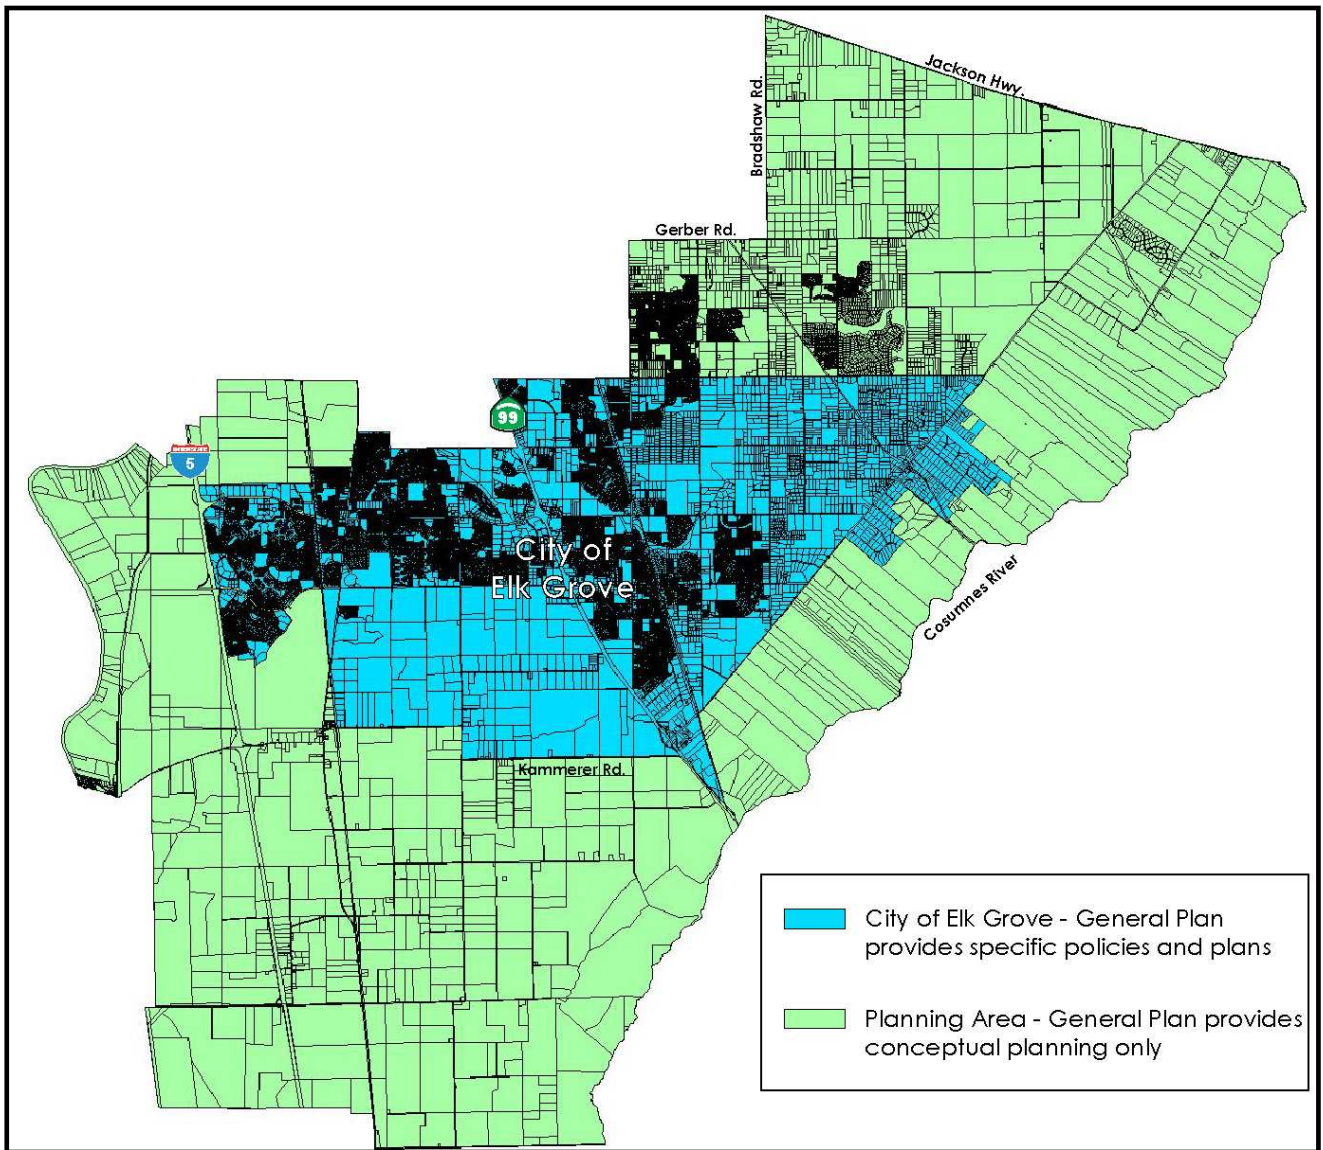 Jackson Hwy.
Bradshaw Rd.
Gerber Rd.
99
5
City of
Elk Grove
Cosumnes River
Kammerer Rd.
City of Elk Grove - General Plan
provides specific policies and plans
Planning Area - General Plan provides
conceptual planning only